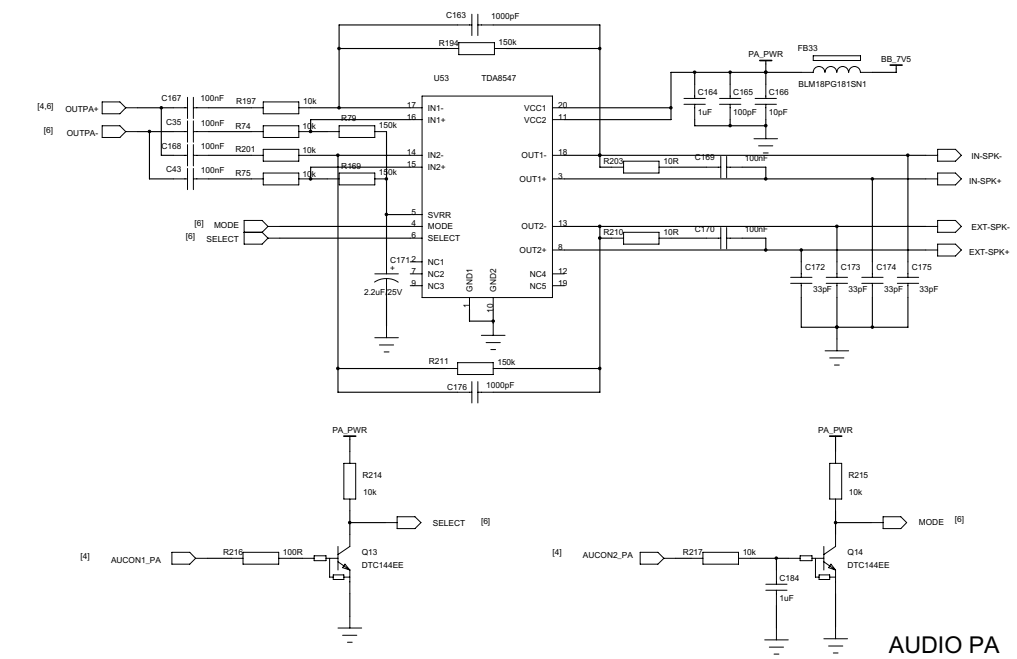 C163 1000pF
R194 150k
PA_PWR FB33 BB_7V5
BLM18PG181SN1
U53 TDA8547
[4,6] OUTPA+ C167 100nF R197 10k 17 IN1- VCC1 20 C164 C165 C166
16 IN1+ VCC2 11 1uF 100pF 10pF
[6] OUTPA- C35 100nF R74 10k R79 150k
C168 100nF R201 10k 14 IN2- OUT1- 18 IN-SPK-
15 IN2+ R203 10R C169 100nF
C43 100nF R75 10k R169 150k OUT1+ 3 IN-SPK+
5 SVRR
[6] MODE 4 MODE OUT2- 13 EXT-SPK-
[6] SELECT 6 SELECT R210 10R C170 100nF
OUT2+ 8 EXT-SPK+
C171 + 2 NC1
7 NC2 NC4 12 C172 C173 C174 C175
2.2uF/25V 9 NC3 NC5 19 33pF 33pF 33pF 33pF
GND1 GND2
1 10
R211 150k
C176 1000pF
PA_PWR PA_PWR
R214 R215
10k 10k
SELECT [6] MODE [6]
[4] AUCON1_PA R216 100R Q13 [4] AUCON2_PA R217 10k Q14
DTC144EE DTC144EE
C184
1uF
AUDIO PA